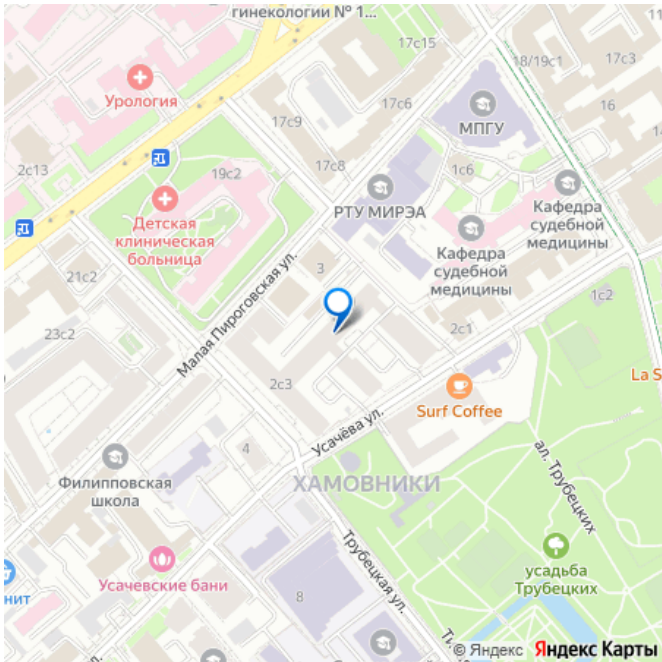 гинекологии № 1...
17с15
17с3
18/19с1
Урология
17с6
МПГУ
16
17с9
17с8
2с13
19с2
1с6
РТУ МИРЭА
Кафедра
судебной
медицины
Детская
клиническая
больница
Кафедра
судебной
медицины
3
21с2
1с2
23с2
Малая Пироговская ул.
2с1
La S
2с3
Surf Coffee
Усачёва ул.
4
ал. Трубецких
Филипповская
школа
ХАМОВНИКИ
Усачевские бани
нит
8
Трубецкая ул.
усадьба
Трубецких
© Яндекс Яндекс Карты